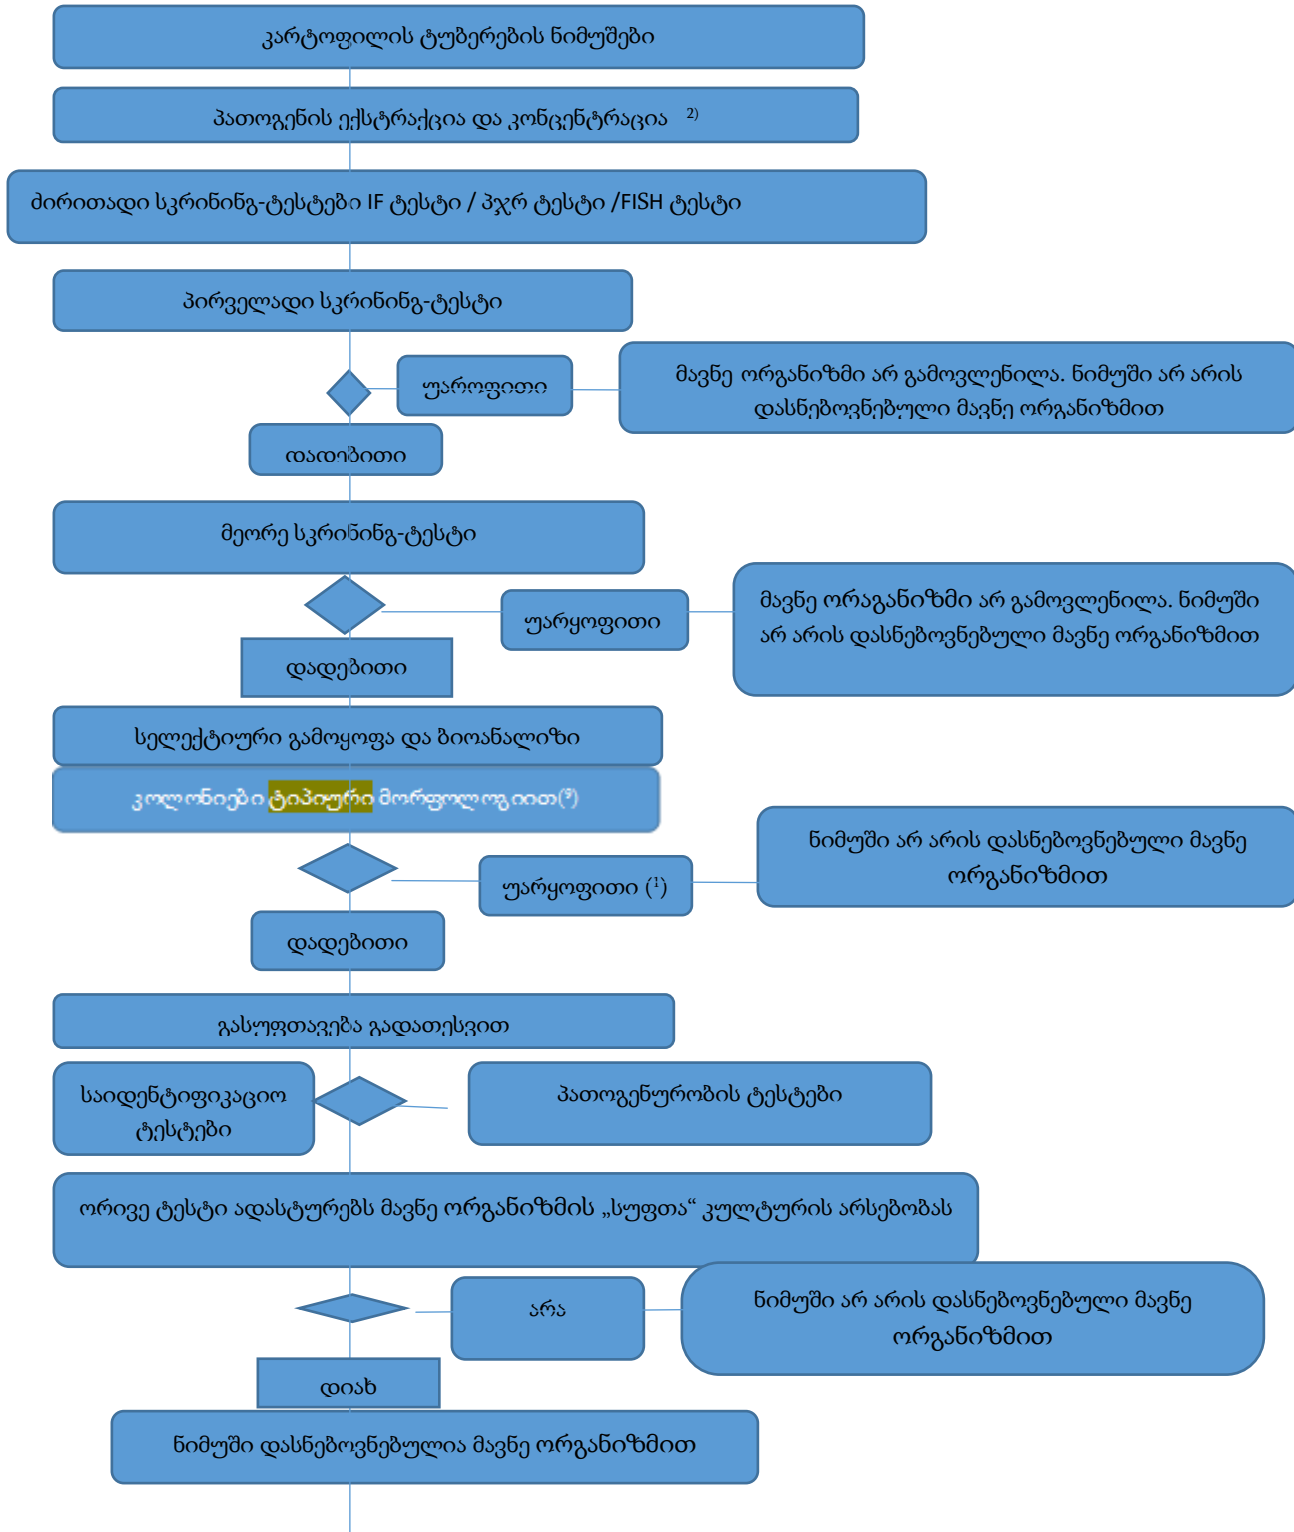 კარტოფილის ტუბერების ნიმუშები
პათოგენის ექსტრაქცია და კონცენტრაცია ²⁾
ძირითადი სკრინინგ-ტესტები IF ტესტი / პჯრ ტესტი /FISH ტესტი
პირველადი სკრინინგ-ტესტი
უაროფითი
მავნე ორგანიზმი არ გამოვლენილა. ნიმუში არ არის
დასნებოვნებული მავნე ორგანიზმით
დადებითი
მეორე სკრინინგ-ტესტი
უარყოფითი
მავნე ორაგანიზმი არ გამოვლენილა. ნიმუში
არ არის დასნებოვნებული მავნე ორგანიზმით
დადებითი
სელექტიური გამოყოფა და ბიოანალიზი
კოლონიები ტიპიური მორფოლოგიით(⁹)
უარყოფითი (¹)
ნიმუში არ არის დასნებოვნებული მავნე
ორგანიზმით
დადებითი
გასუფთავება გადათესვით
საიდენტიფიკაციო
ტესტები
პათოგენურობის ტესტები
ორივე ტესტი ადასტურებს მავნე ორგანიზმის „სუფთა“ კულტურის არსებობას
არა
ნიმუში არ არის დასნებოვნებული მავნე
ორგანიზმით
დიახ
ნიმუში დასნებოვნებულია მავნე ორგანიზმით